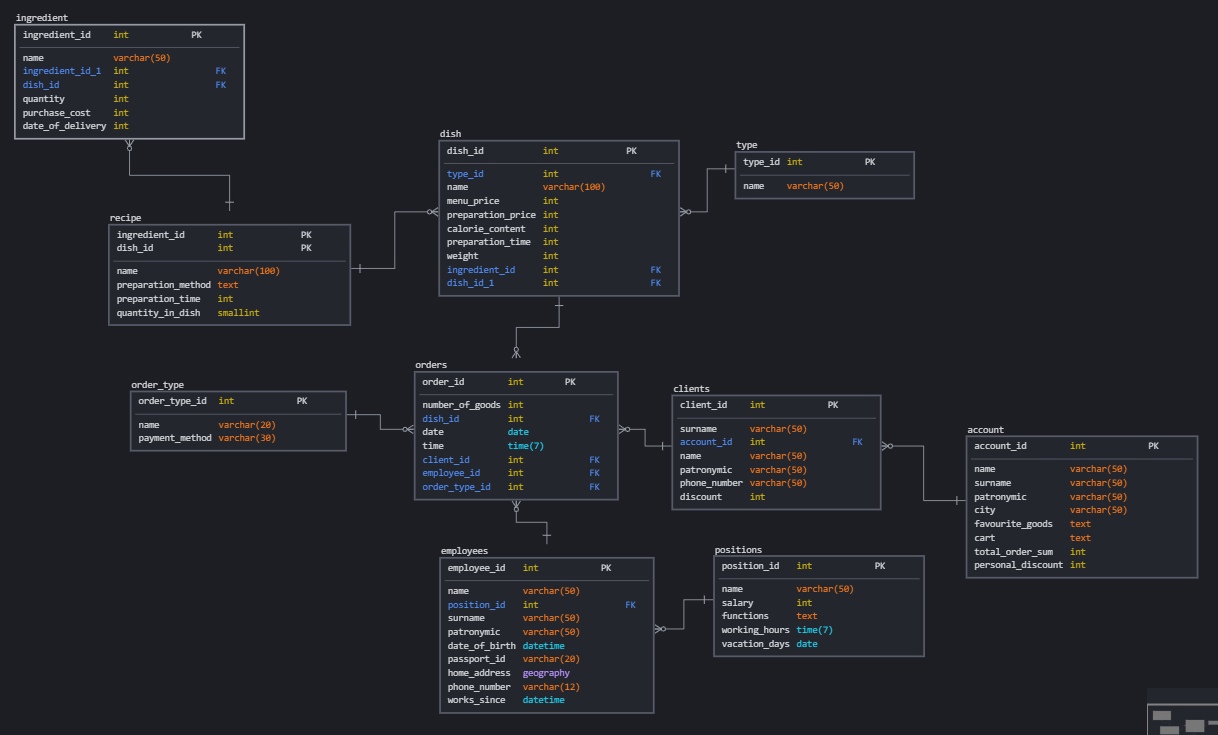 ingredient
ingredient_id int PK
name varchar(50)
ingredient_id_1 int FK
dish_id int FK
quantity int
purchase_cost int
date_of_delivery int
dish
dish_id int PK
type_id int FK
name varchar(100)
menu_price int
preparation_price int
calorie_content int
preparation_time int
weight int
ingredient_id int FK
dish_id_1 int FK
type
type_id int PK
name varchar(50)
recipe
ingredient_id int PK
dish_id int PK
name varchar(100)
preparation_method text
preparation_time int
quantity_in_dish smallint
orders
order_id int PK
number_of_goods int
dish_id int FK
date date
time time(7)
client_id int FK
employee_id int FK
order_type_id int FK
order_type
order_type_id int PK
name varchar(20)
payment_method varchar(30)
clients
client_id int PK
surname varchar(50)
account_id int FK
name varchar(50)
patronymic varchar(50)
phone_number varchar(50)
discount int
account
account_id int PK
name varchar(50)
surname varchar(50)
patronymic varchar(50)
city varchar(50)
favourite_goods text
cart text
total_order_sum int
personal_discount int
employees
employee_id int PK
name varchar(50)
position_id int FK
surname varchar(50)
patronymic varchar(50)
date_of_birth datetime
passport_id varchar(20)
home_address geography
phone_number varchar(12)
works_since datetime
positions
position_id int PK
name varchar(50)
salary int
functions text
working_hours time(7)
vacation_days date